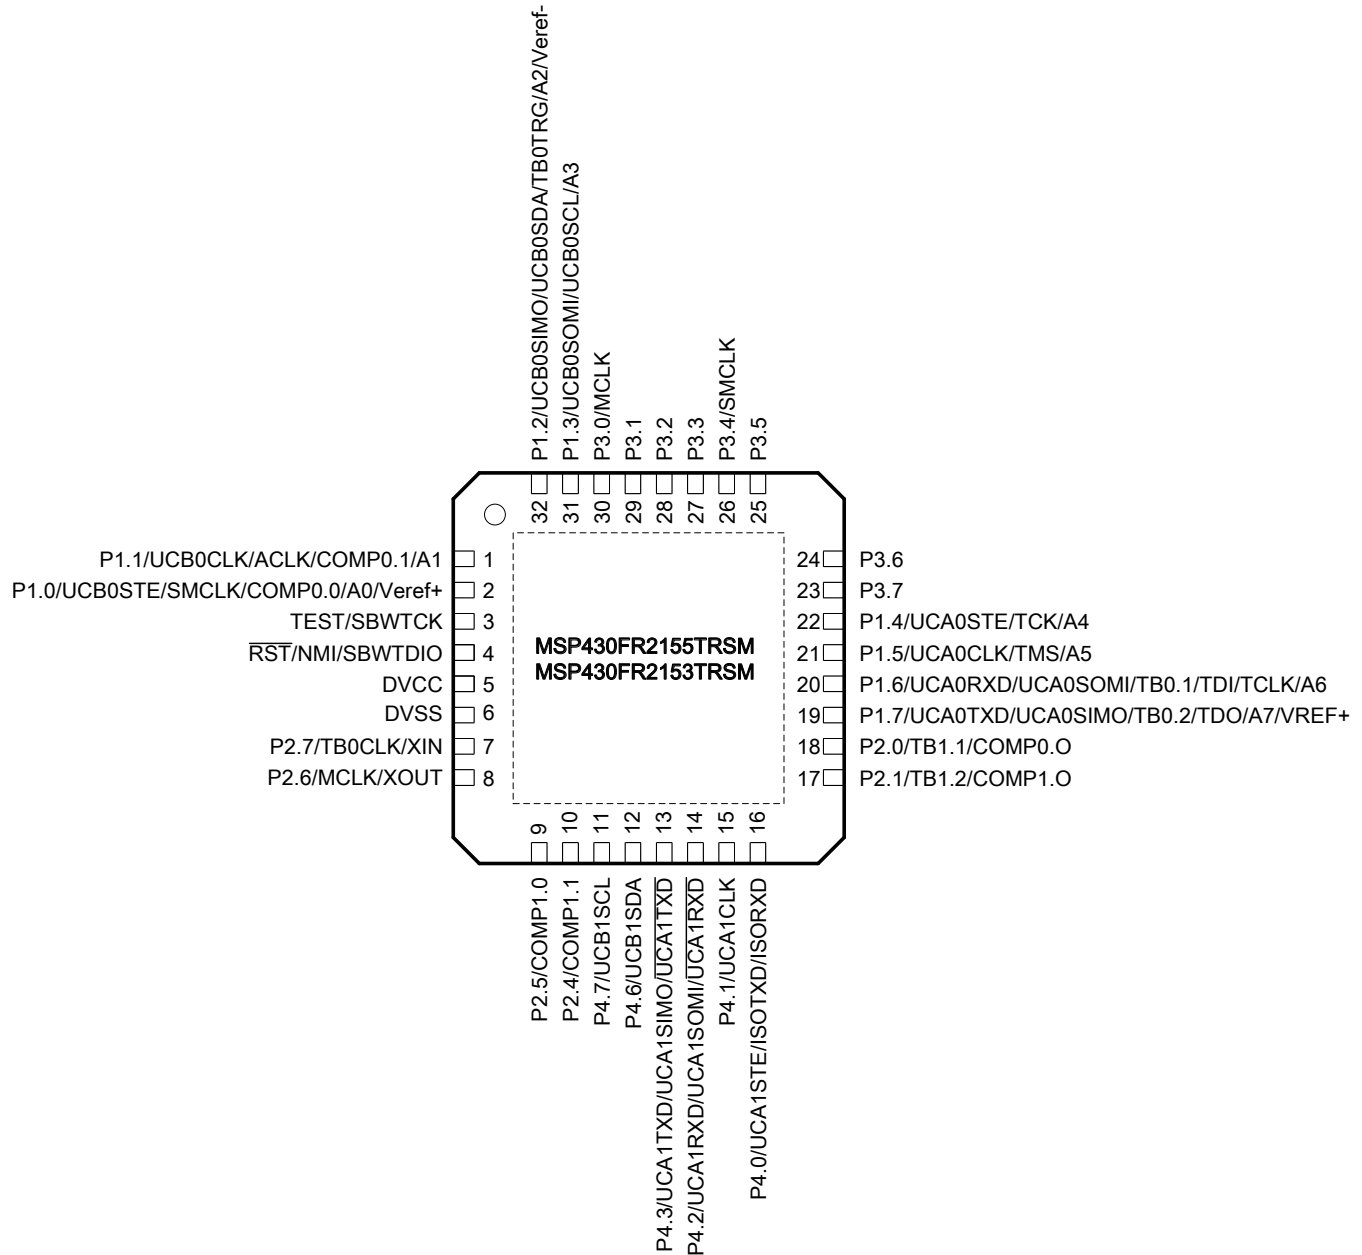 P1.2/UCB0SIMO/UCB0SDA/TB0TRG/A2/Veref-
P1.3/UCB0SOMI/UCB0SCL/A3
P3.0/MCLK
P3.1
P3.2
P3.3
P3.4/SMCLK
P3.5
32
31
30
29
28
27
26
25
P1.1/UCB0CLK/ACLK/COMP0.1/A1 1
P1.0/UCB0STE/SMCLK/COMP0.0/A0/Veref+ 2
TEST/SBWTCK 3
RST/NMI/SBWTDIO 4
DVCC 5
DVSS 6
P2.7/TB0CLK/XIN 7
P2.6/MCLK/XOUT 8
MSP430FR2155TRSM
MSP430FR2153TRSM
24 P3.6
23 P3.7
22 P1.4/UCA0STE/TCK/A4
21 P1.5/UCA0CLK/TMS/A5
20 P1.6/UCA0RXD/UCA0SOMI/TB0.1/TDI/TCLK/A6
19 P1.7/UCA0TXD/UCA0SIMO/TB0.2/TDO/A7/VREF+
18 P2.0/TB1.1/COMP0.O
17 P2.1/TB1.2/COMP1.O
9
10
11
12
13
14
15
16
P2.5/COMP1.0
P2.4/COMP1.1
P4.7/UCB1SCL
P4.6/UCB1SDA
P4.3/UCA1TXD/UCA1SIMO/UCA1TXD
P4.2/UCA1RXD/UCA1SOMI/UCA1RXD
P4.1/UCA1CLK
P4.0/UCA1STE/ISOTXD/ISORXD